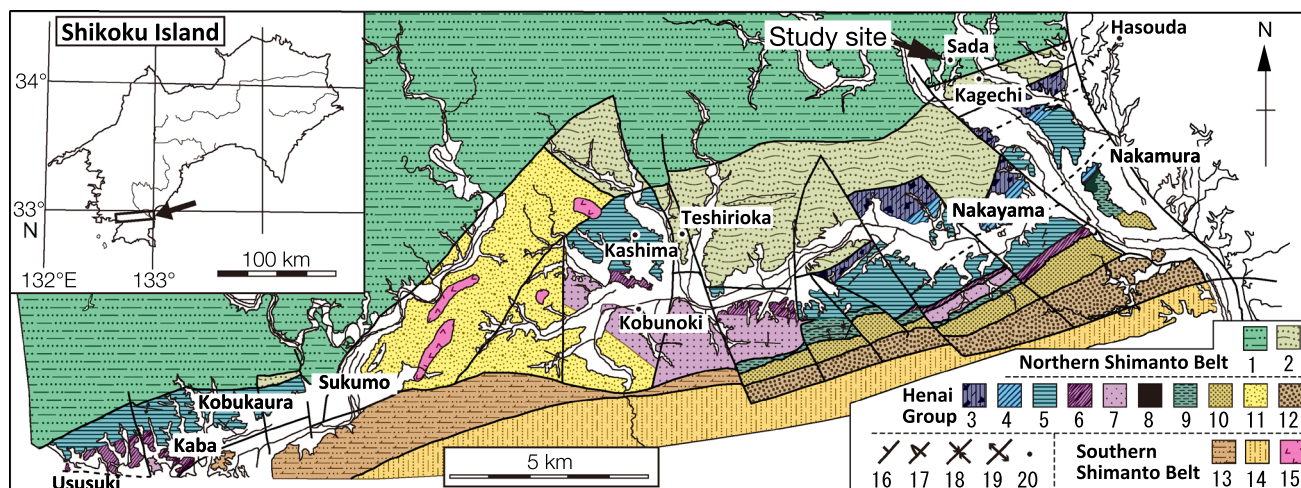 Shikoku Island
34°
33°
N
132°E
133°
100 km
Study site
Sada
Hasouda
N
Kagechi
Nakamura
Nakayama
Teshirioka
Kashima
Kobunoki
Sukumo
Kobukaura
Kaba
Ususuki
5 km
Northern Shimanto Belt
1 2
Henai
Group
3 4 5 6 7 8 9 10 11 12
16 17 18 19 20
Southern
Shimanto Belt
13 14 15